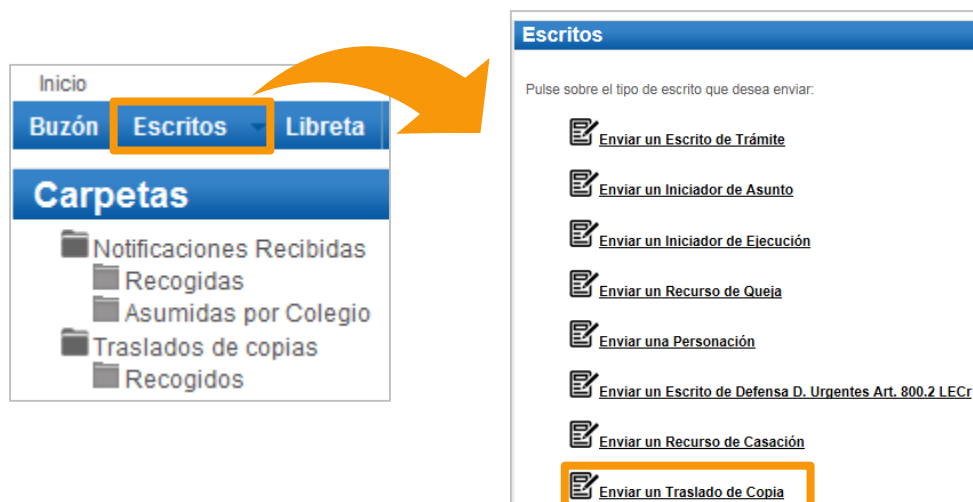 Inicio
Buzón Escritos Libreta
Carpetas
Notificaciones Recibidas
Recogidas
Asumidas por Colegio
Traslados de copias
Recogidos
Escritos
Pulse sobre el tipo de escrito que desea enviar:
Enviar un Escrito de Trámite
Enviar un Iniciador de Asunto
Enviar un Iniciador de Ejecución
Enviar un Recurso de Queja
Enviar una Personación
Enviar un Escrito de Defensa D. Urgentes Art. 800.2 LECr
Enviar un Recurso de Casación
Enviar un Traslado de Copia